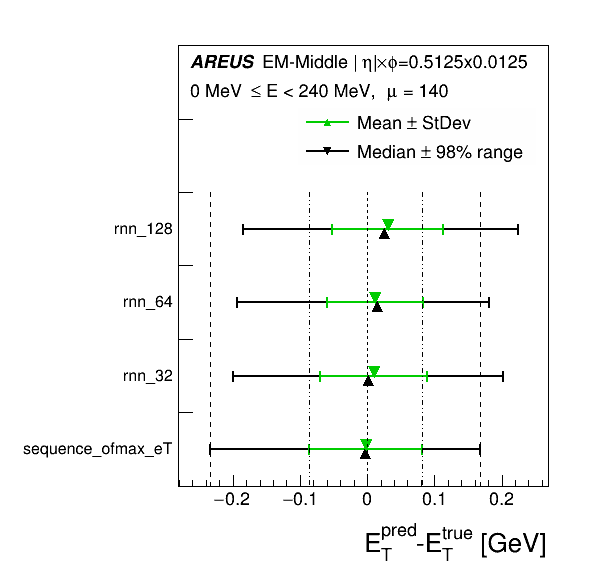 AREUS EM-Middle | η|×ϕ=0.5125x0.0125
0 MeV ≤ E < 240 MeV, μ = 140
Mean ± StDev
Median ± 98% range
rnn_128
rnn_64
rnn_32
sequence_ofmax_eT
−0.2 −0.1 0 0.1 0.2
E_T^pred-E_T^true [GeV]